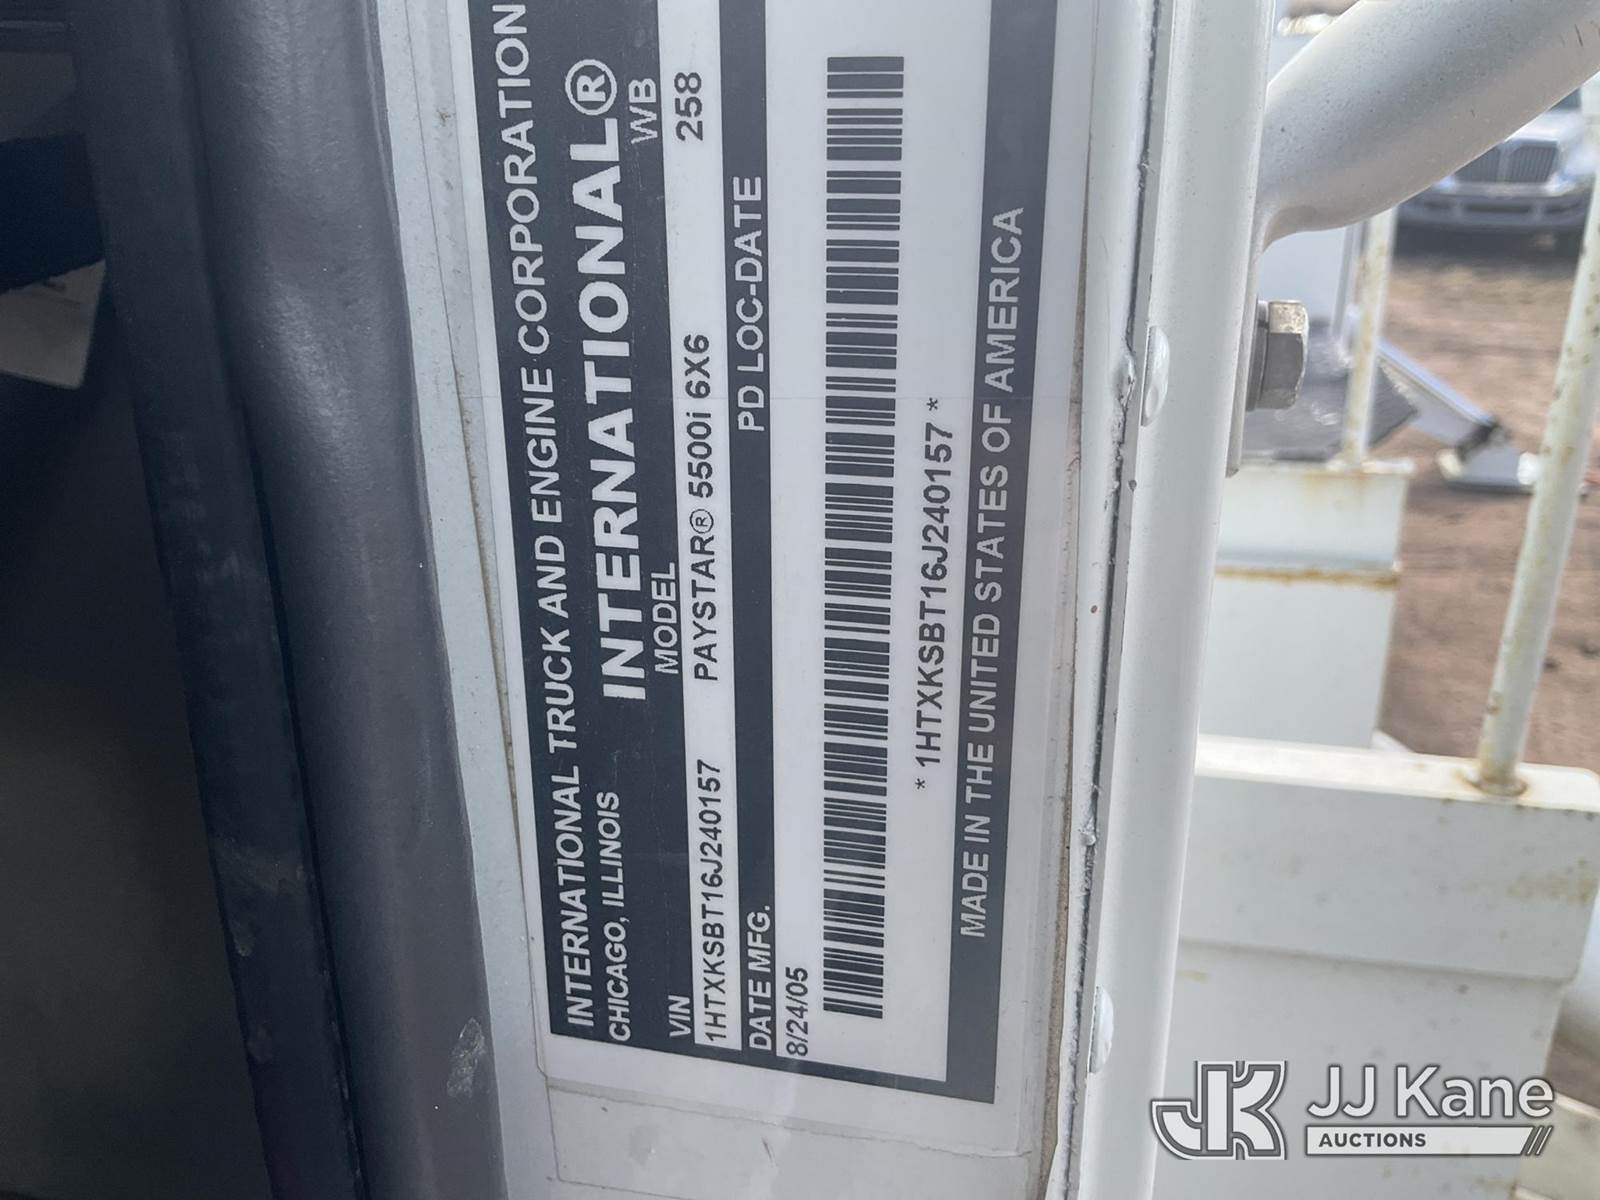 INTERNATIONAL TRUCK AND ENGINE CORPORATION
CHICAGO, ILLINOIS
INTERNATIONAL®
VIN MODEL WB
1HTXKSBT16J240157 PAYSTAR® 5500i 6X6 258
DATE MFG. PD LOC-DATE
8/24/05
*1HTXKSBT16J240157*
MADE IN THE UNITED STATES OF AMERICA
JK JJ Kane
AUCTIONS